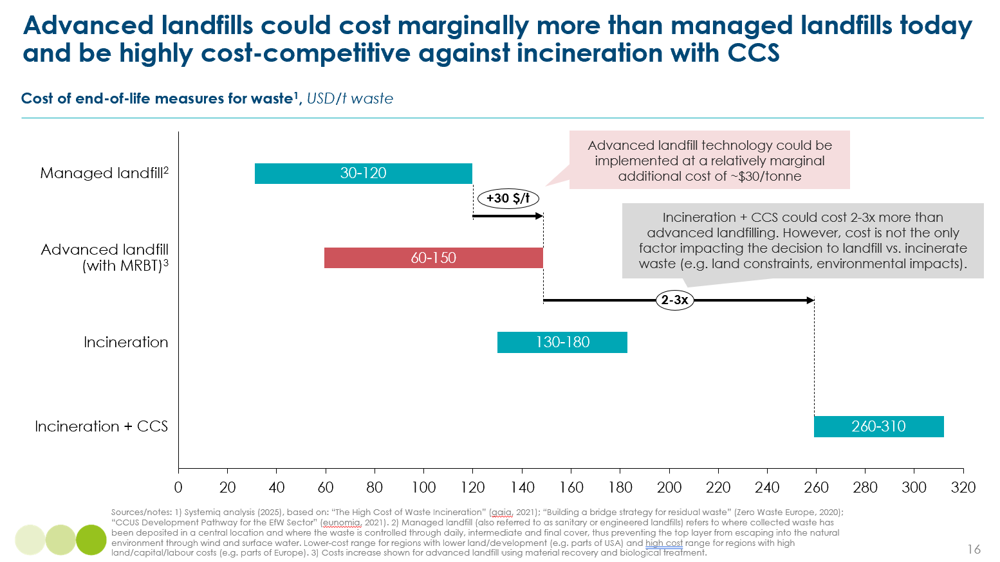 Advanced landfills could cost marginally more than managed landfills today
and be highly cost-competitive against incineration with CCS
Cost of end-of-life measures for waste¹, USD/t waste
Advanced landfill technology could be
implemented at a relatively marginal
additional cost of ~$30/tonne
Managed landfill²
30-120
+30 $/t
Incineration + CCS could cost 2-3x more than
advanced landfilling. However, cost is not the only
factor impacting the decision to landfill vs. incinerate
waste (e.g. land constraints, environmental impacts).
Advanced landfill
(with MRBT)³
60-150
2-3x
Incineration
130-180
Incineration + CCS
260-310
0 20 40 60 80 100 120 140 160 180 200 220 240 260 280 300 320
Sources/notes: 1) Systemiq analysis (2025), based on: “The High Cost of Waste Incineration” (gaia, 2021); “Building a bridge strategy for residual waste” (Zero Waste Europe, 2020);
“CCUS Development Pathway for the EfW Sector” (eunomia, 2021). 2) Managed landfill (also referred to as sanitary or engineered landfills) refers to where collected waste has
been deposited in a central location and where the waste is controlled through daily, intermediate and final cover, thus preventing the top layer from escaping into the natural
environment through wind and surface water. Lower-cost range for regions with lower land/development (e.g. parts of USA) and high cost range for regions with high
land/capital/labour costs (e.g. parts of Europe). 3) Costs increase shown for advanced landfill using material recovery and biological treatment.
16